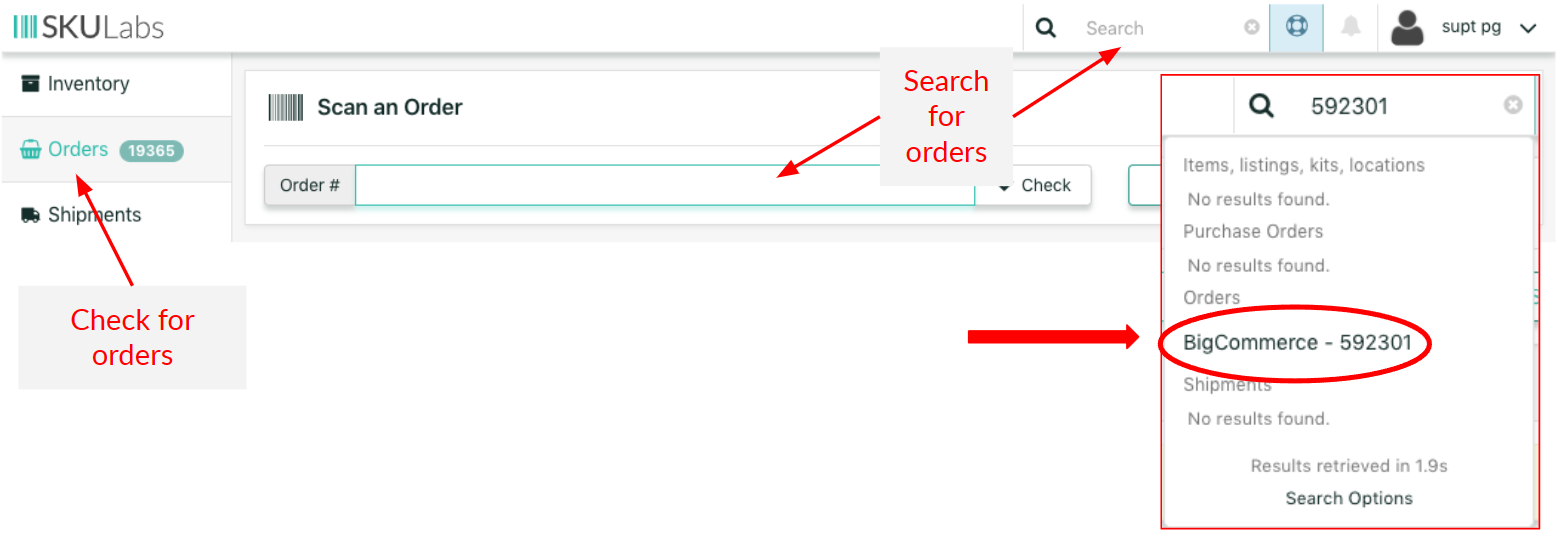 SKULabs
Search
supt pg
Inventory
Orders 19365
Shipments
Scan an Order
Order #
Check
Search
for
orders
Check for
orders
592301
Items, listings, kits, locations
No results found.
Purchase Orders
No results found.
Orders
BigCommerce - 592301
Shipments
No results found.
Results retrieved in 1.9s
Search Options